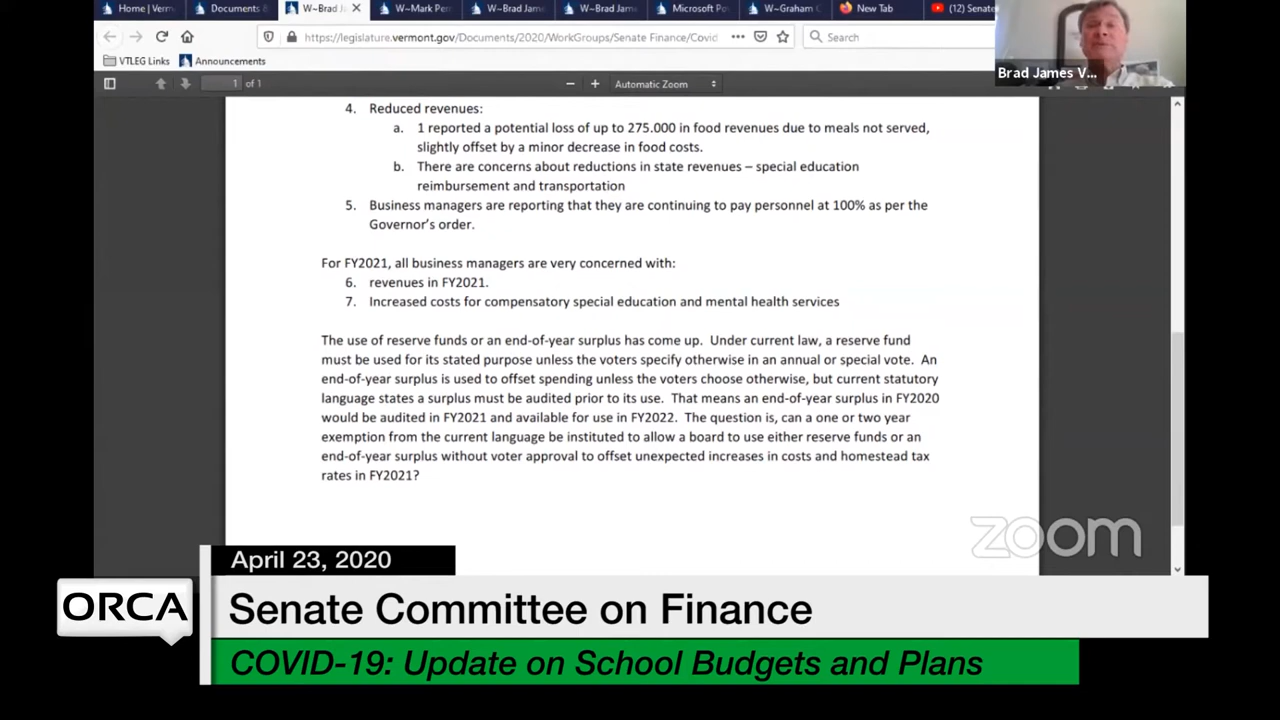 Home | Verm
Documents &
W~Brad J
W~Mark Per
W~Brad Jame
W~Brad Jam
Microsoft Po
W~Graham C
New Tab
(12) Senate
https://legislature.vermont.gov/Documents/2020/WorkGroups/Senate Finance/Covid
Search
VTLEG Links Announcements
1 of 1
Automatic Zoom
Brad James V...
4. Reduced revenues:
a. 1 reported a potential loss of up to 275.000 in food revenues due to meals not served,
slightly offset by a minor decrease in food costs.
b. There are concerns about reductions in state revenues – special education
reimbursement and transportation
5. Business managers are reporting that they are continuing to pay personnel at 100% as per the
Governor's order.
For FY2021, all business managers are very concerned with:
6. revenues in FY2021.
7. Increased costs for compensatory special education and mental health services
The use of reserve funds or an end-of-year surplus has come up. Under current law, a reserve fund
must be used for its stated purpose unless the voters specify otherwise in an annual or special vote. An
end-of-year surplus is used to offset spending unless the voters choose otherwise, but current statutory
language states a surplus must be audited prior to its use. That means an end-of-year surplus in FY2020
would be audited in FY2021 and available for use in FY2022. The question is, can a one or two year
exemption from the current language be instituted to allow a board to use either reserve funds or an
end-of-year surplus without voter approval to offset unexpected increases in costs and homestead tax
rates in FY2021?
zoom
April 23, 2020
ORCA
Senate Committee on Finance
COVID-19: Update on School Budgets and Plans